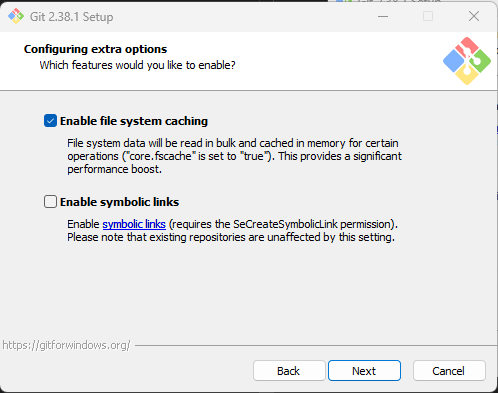 Git 2.38.1 Setup
Configuring extra options
Which features would you like to enable?
Enable file system caching
File system data will be read in bulk and cached in memory for certain
operations ("core.fscache" is set to "true"). This provides a significant
performance boost.
Enable symbolic links
Enable symbolic links (requires the SeCreateSymbolicLink permission).
Please note that existing repositories are unaffected by this setting.
https://gitforwindows.org/
Back
Next
Cancel